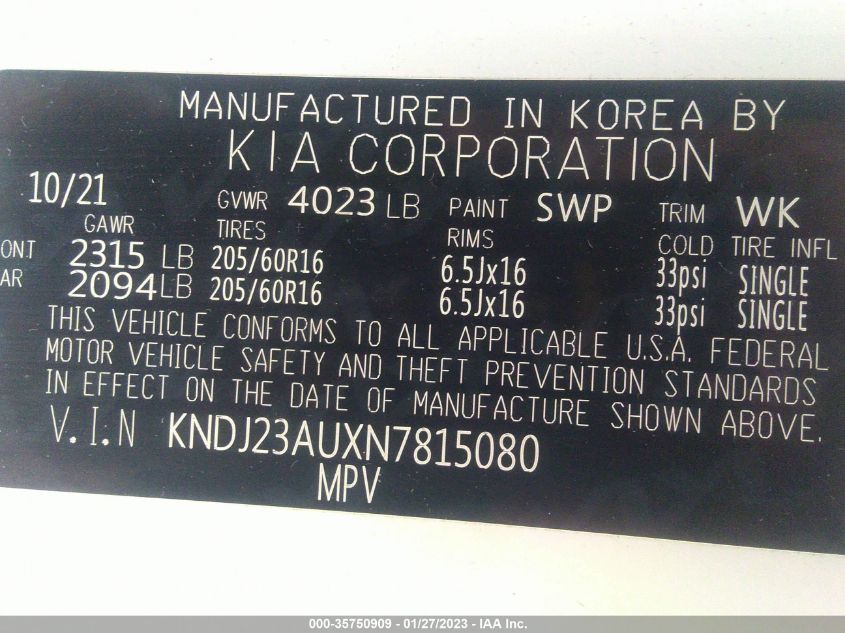 MANUFACTURED IN KOREA BY
KIA CORPORATION
10/21 GVWR 4023 LB PAINT SWP TRIM WK
GAWR TIRES RIMS COLD TIRE INFL
ONT 2315 LB 205/60R16 6.5Jx16 33psi SINGLE
AR 2094 LB 205/60R16 6.5Jx16 33psi SINGLE
THIS VEHICLE CONFORMS TO ALL APPLICABLE U.S.A. FEDERAL
MOTOR VEHICLE SAFETY AND THEFT PREVENTION STANDARDS
IN EFFECT ON THE DATE OF MANUFACTURE SHOWN ABOVE.
V.I.N KNDJ23AUXN7815080
MPV
000-35750909 - 01/27/2023 - IAA Inc.